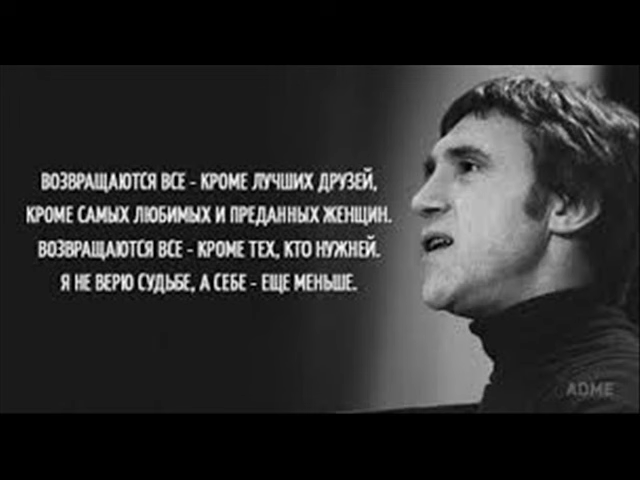 ВОЗВРАЩАЮТСЯ ВСЕ - КРОМЕ ЛУЧШИХ ДРУЗЕЙ,
КРОМЕ САМЫХ ЛЮБИМЫХ И ПРЕДАННЫХ ЖЕНЩИН.
ВОЗВРАЩАЮТСЯ ВСЕ - КРОМЕ ТЕХ, КТО НУЖНЕЙ.
Я НЕ ВЕРЮ СУДЬБЕ, А СЕБЕ - ЕЩЕ МЕНЬШЕ.
ADME